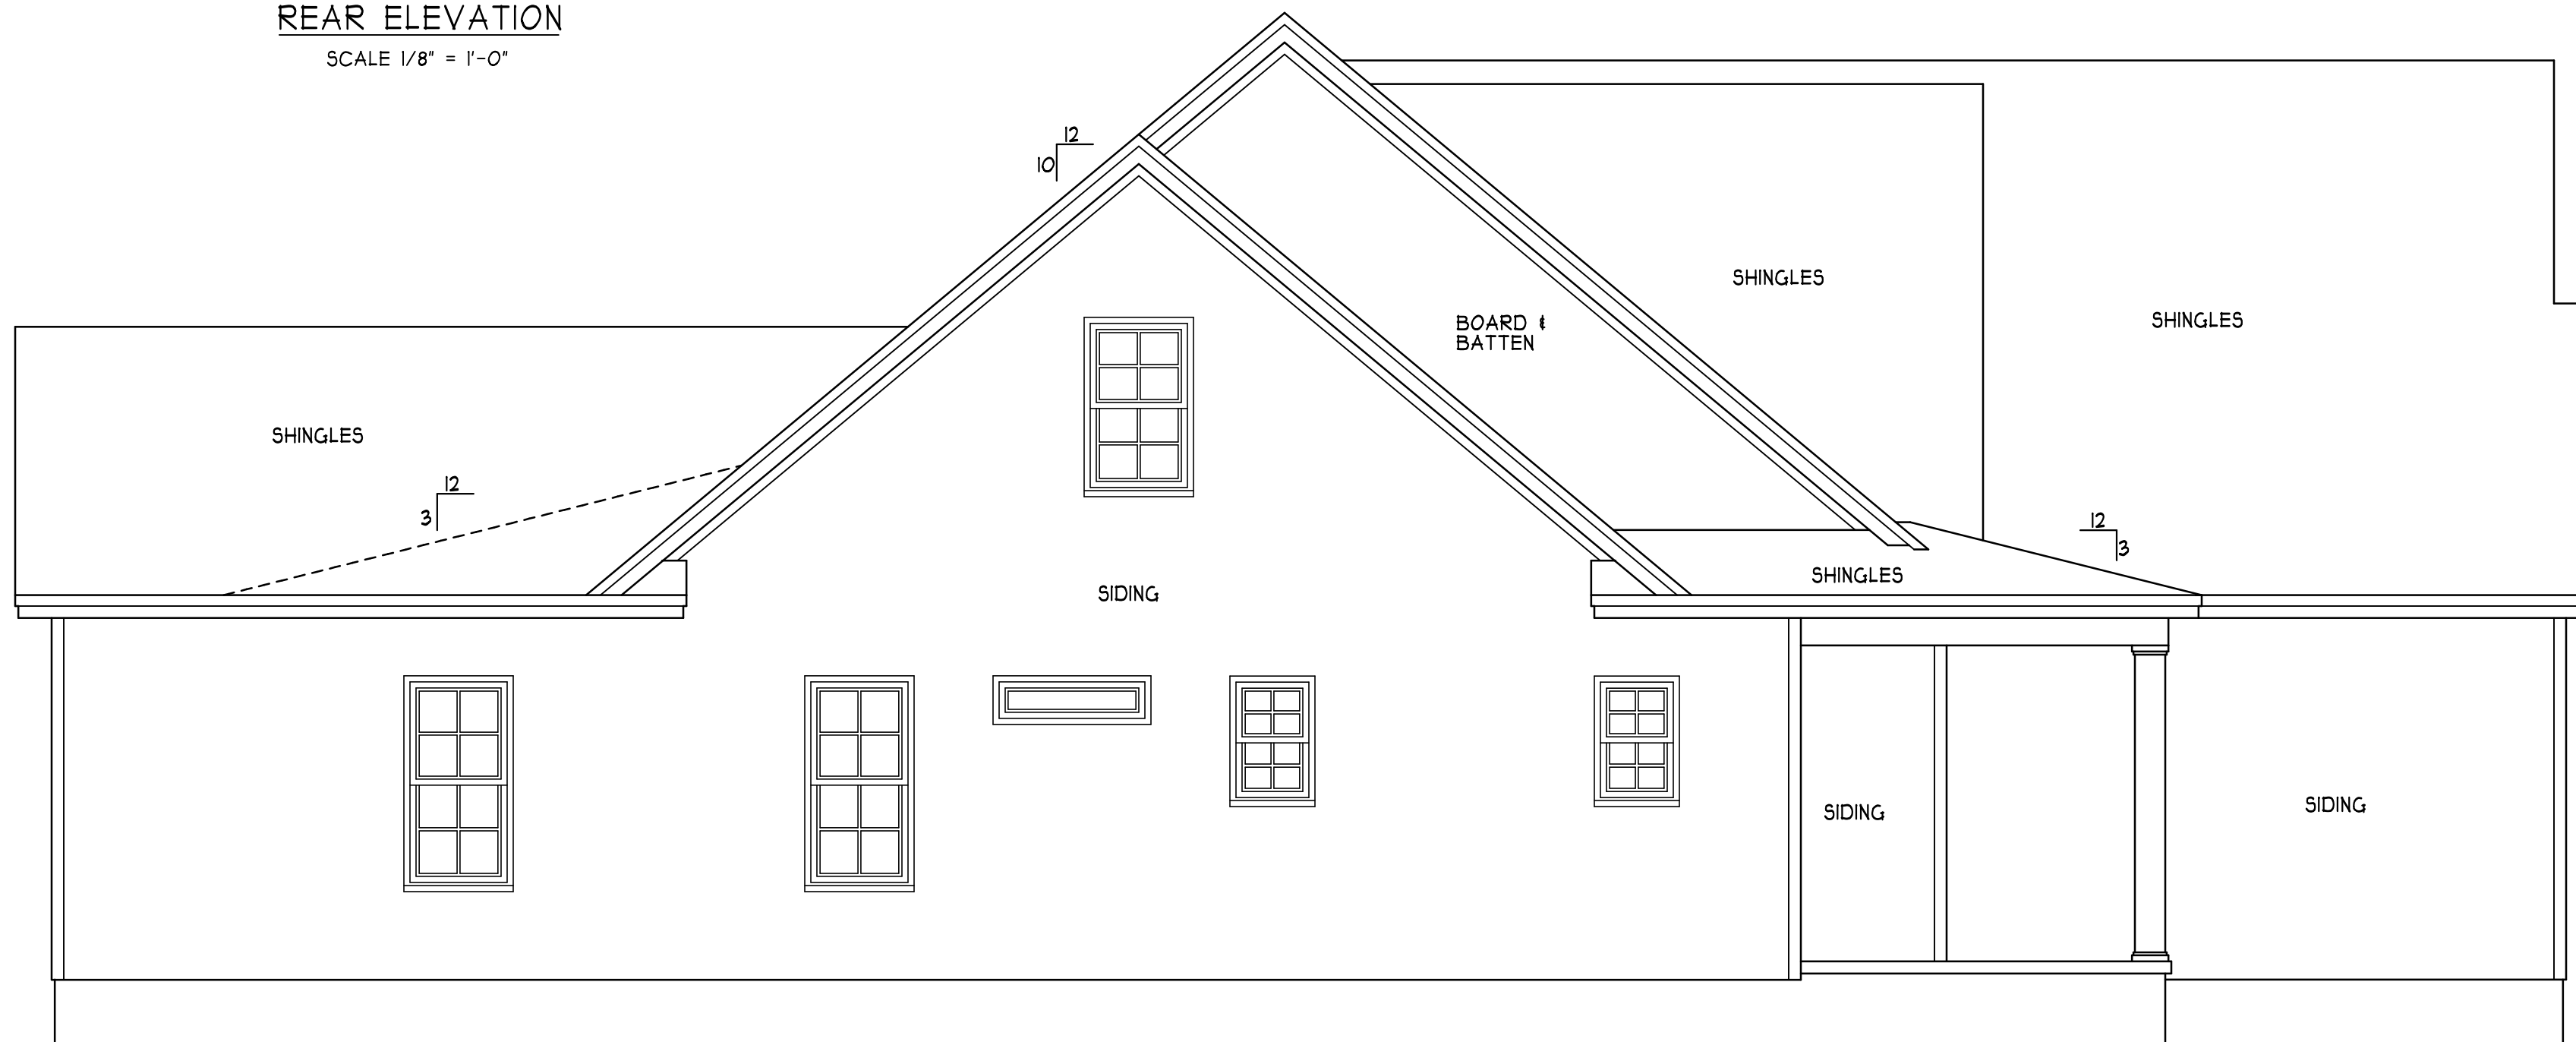 REAR ELEVATION
SCALE 1/8" = 1'-0"
12
10
SHINGLES
BOARD &
BATTEN
SHINGLES
SHINGLES
12
3
12
3
SHINGLES
SIDING
SIDING
SIDING